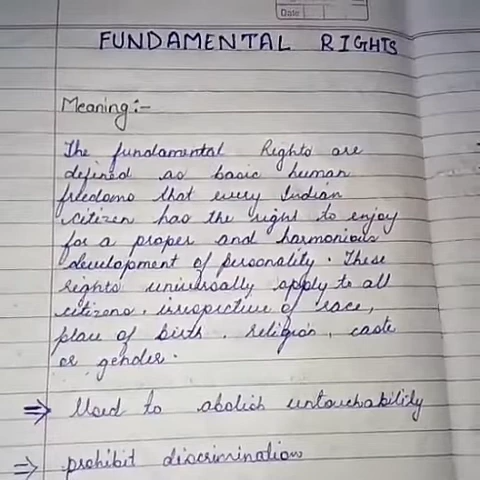 Date
FUNDAMENTAL RIGHTS
Meaning:-
The fundamental Rights are
defined as basic human
freedoms that every Indian
citizen has the right to enjoy
for a proper and harmonious
development of personality. These
rights universally apply to all
citizens, irrespective of race,
place of birth, religion, caste
or gender.
⇒ Used to abolish untouchability
⇒ prohibit discrimination